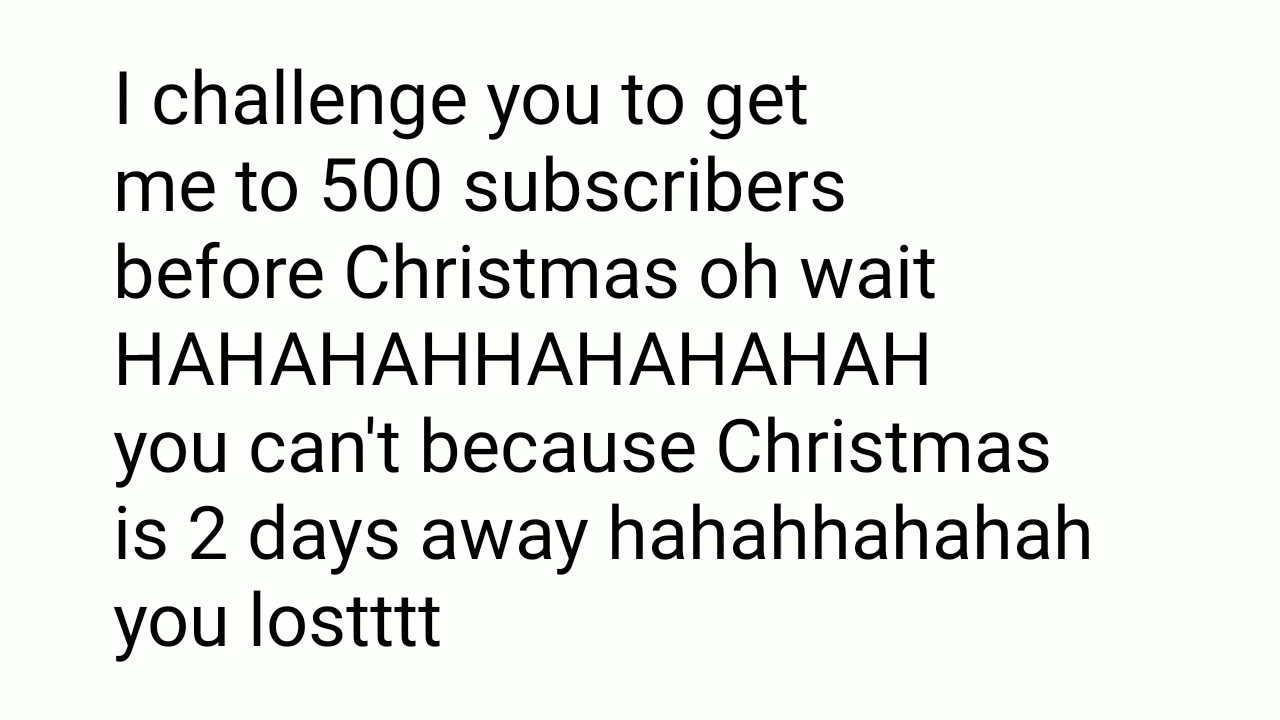 I challenge you to get
me to 500 subscribers
before Christmas oh wait
HAHAHAHHAHAHAHAH
you can't because Christmas
is 2 days away hahahhahahah
you lostttt